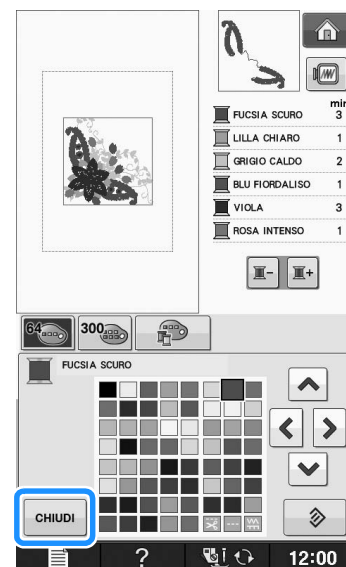 min
FUCSIA SCURO 3
LILLA CHIARO 1
GRIGIO CALDO 2
BLU FIORDALISO 1
VIOLA 3
ROSA INTENSO 1
- +
64 300
FUCSIA SCURO
CHIUDI
? 12:00